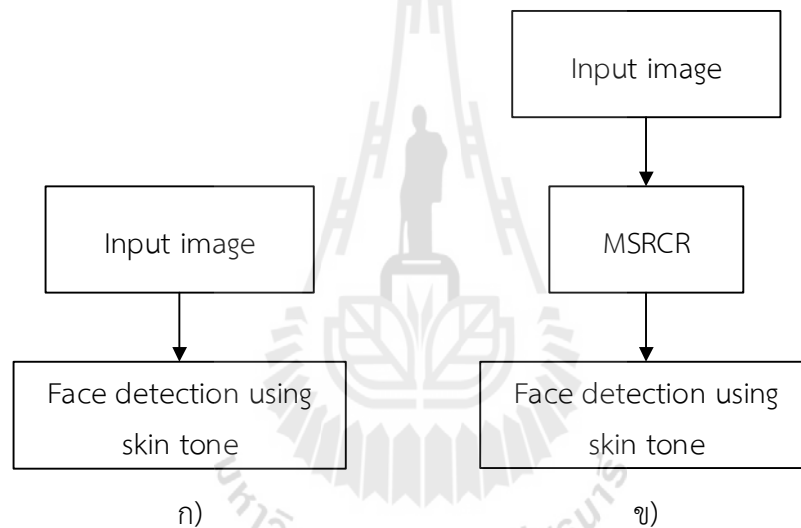 Input image
Face detection using
skin tone
ก)
Input image
MSRCR
Face detection using
skin tone
ข)